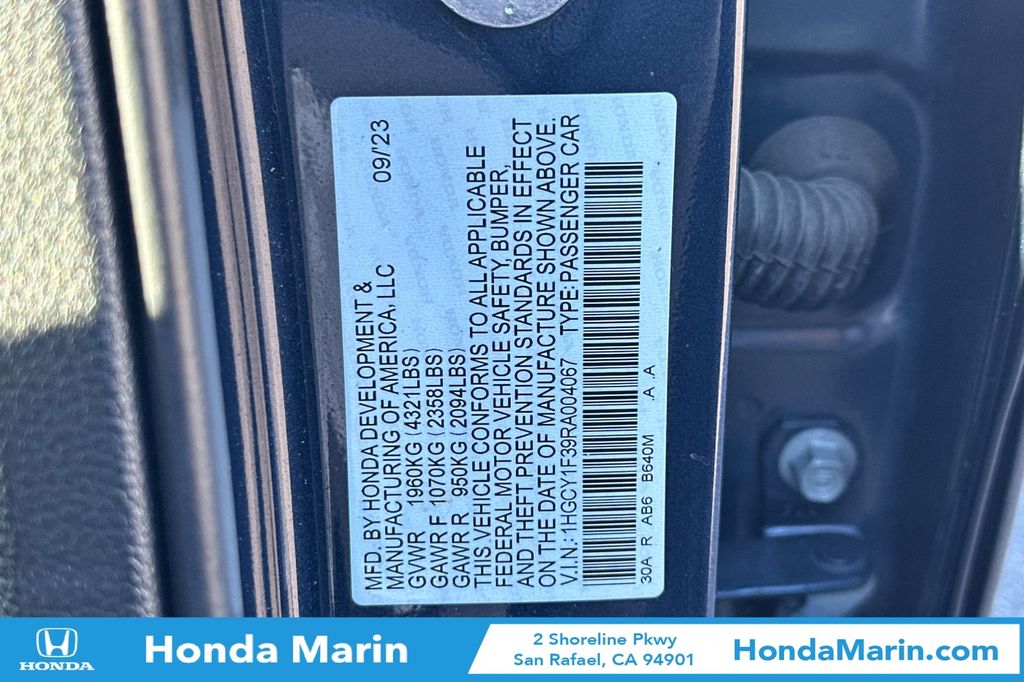 MFD. BY HONDA DEVELOPMENT &
MANUFACTURING OF AMERICA, LLC 09/'23
GVWR 1960KG (4321LBS)
GAWR F 1070KG (2358LBS)
GAWR R 950KG (2094LBS)
THIS VEHICLE CONFORMS TO ALL APPLICABLE
FEDERAL MOTOR VEHICLE SAFETY, BUMPER,
AND THEFT PREVENTION STANDARDS IN EFFECT
ON THE DATE OF MANUFACTURE SHOWN ABOVE.
V.I.N.: 1HGCY1F39RA004067 TYPE: PASSENGER CAR
30A R AB6 B640M .A .A
HONDA
Honda Marin
2 Shoreline Pkwy
San Rafael, CA 94901
HondaMarin.com